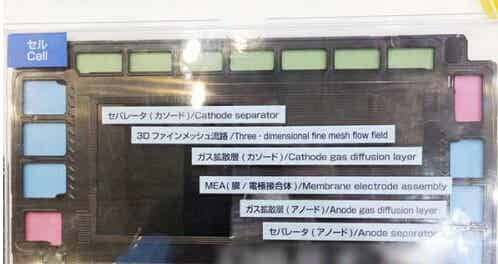 セル
Cell
セパレータ(カソード)/Cathode separator
3Dファインメッシュ流路/Three-dimensional fine mesh flow field
ガス拡散層(カソード)/Cathode gas diffusion layer
MEA(膜/電極接合体)/Membrane electrode assembly
ガス拡散層(アノード)/Anode gas diffusion layer
セパレータ(アノード)/Anode separator